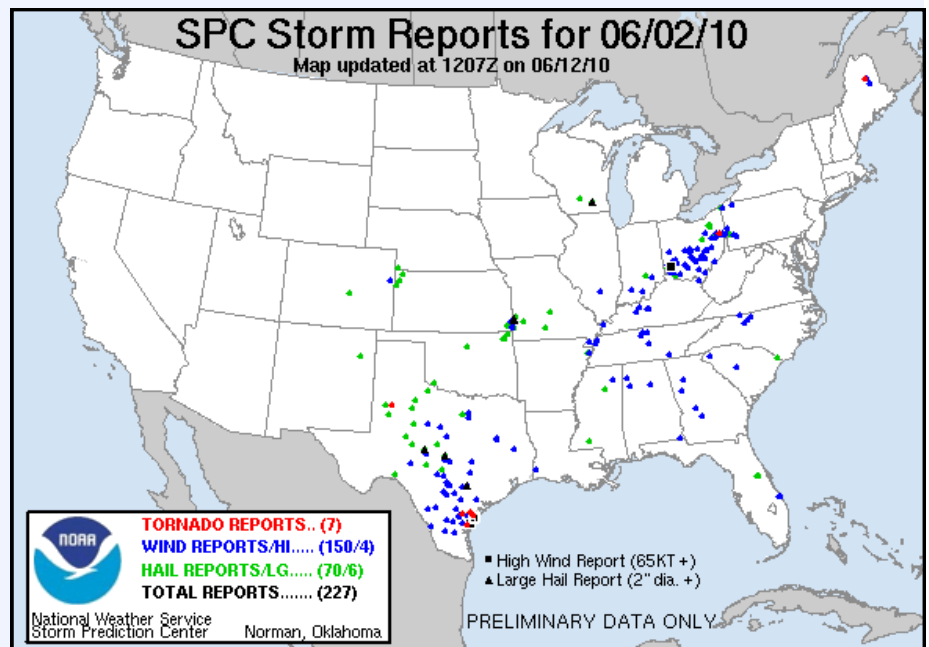 SPC Storm Reports for 06/02/10
Map updated at 1207Z on 06/12/10
NOAA
TORNADO REPORTS.. (7)
WIND REPORTS/HI..... (150/4)
HAIL REPORTS/LG..... (70/6)
TOTAL REPORTS....... (227)
National Weather Service
Storm Prediction Center Norman, Oklahoma
High Wind Report (65KT +)
Large Hail Report (2" dia. +)
PRELIMINARY DATA ONLY